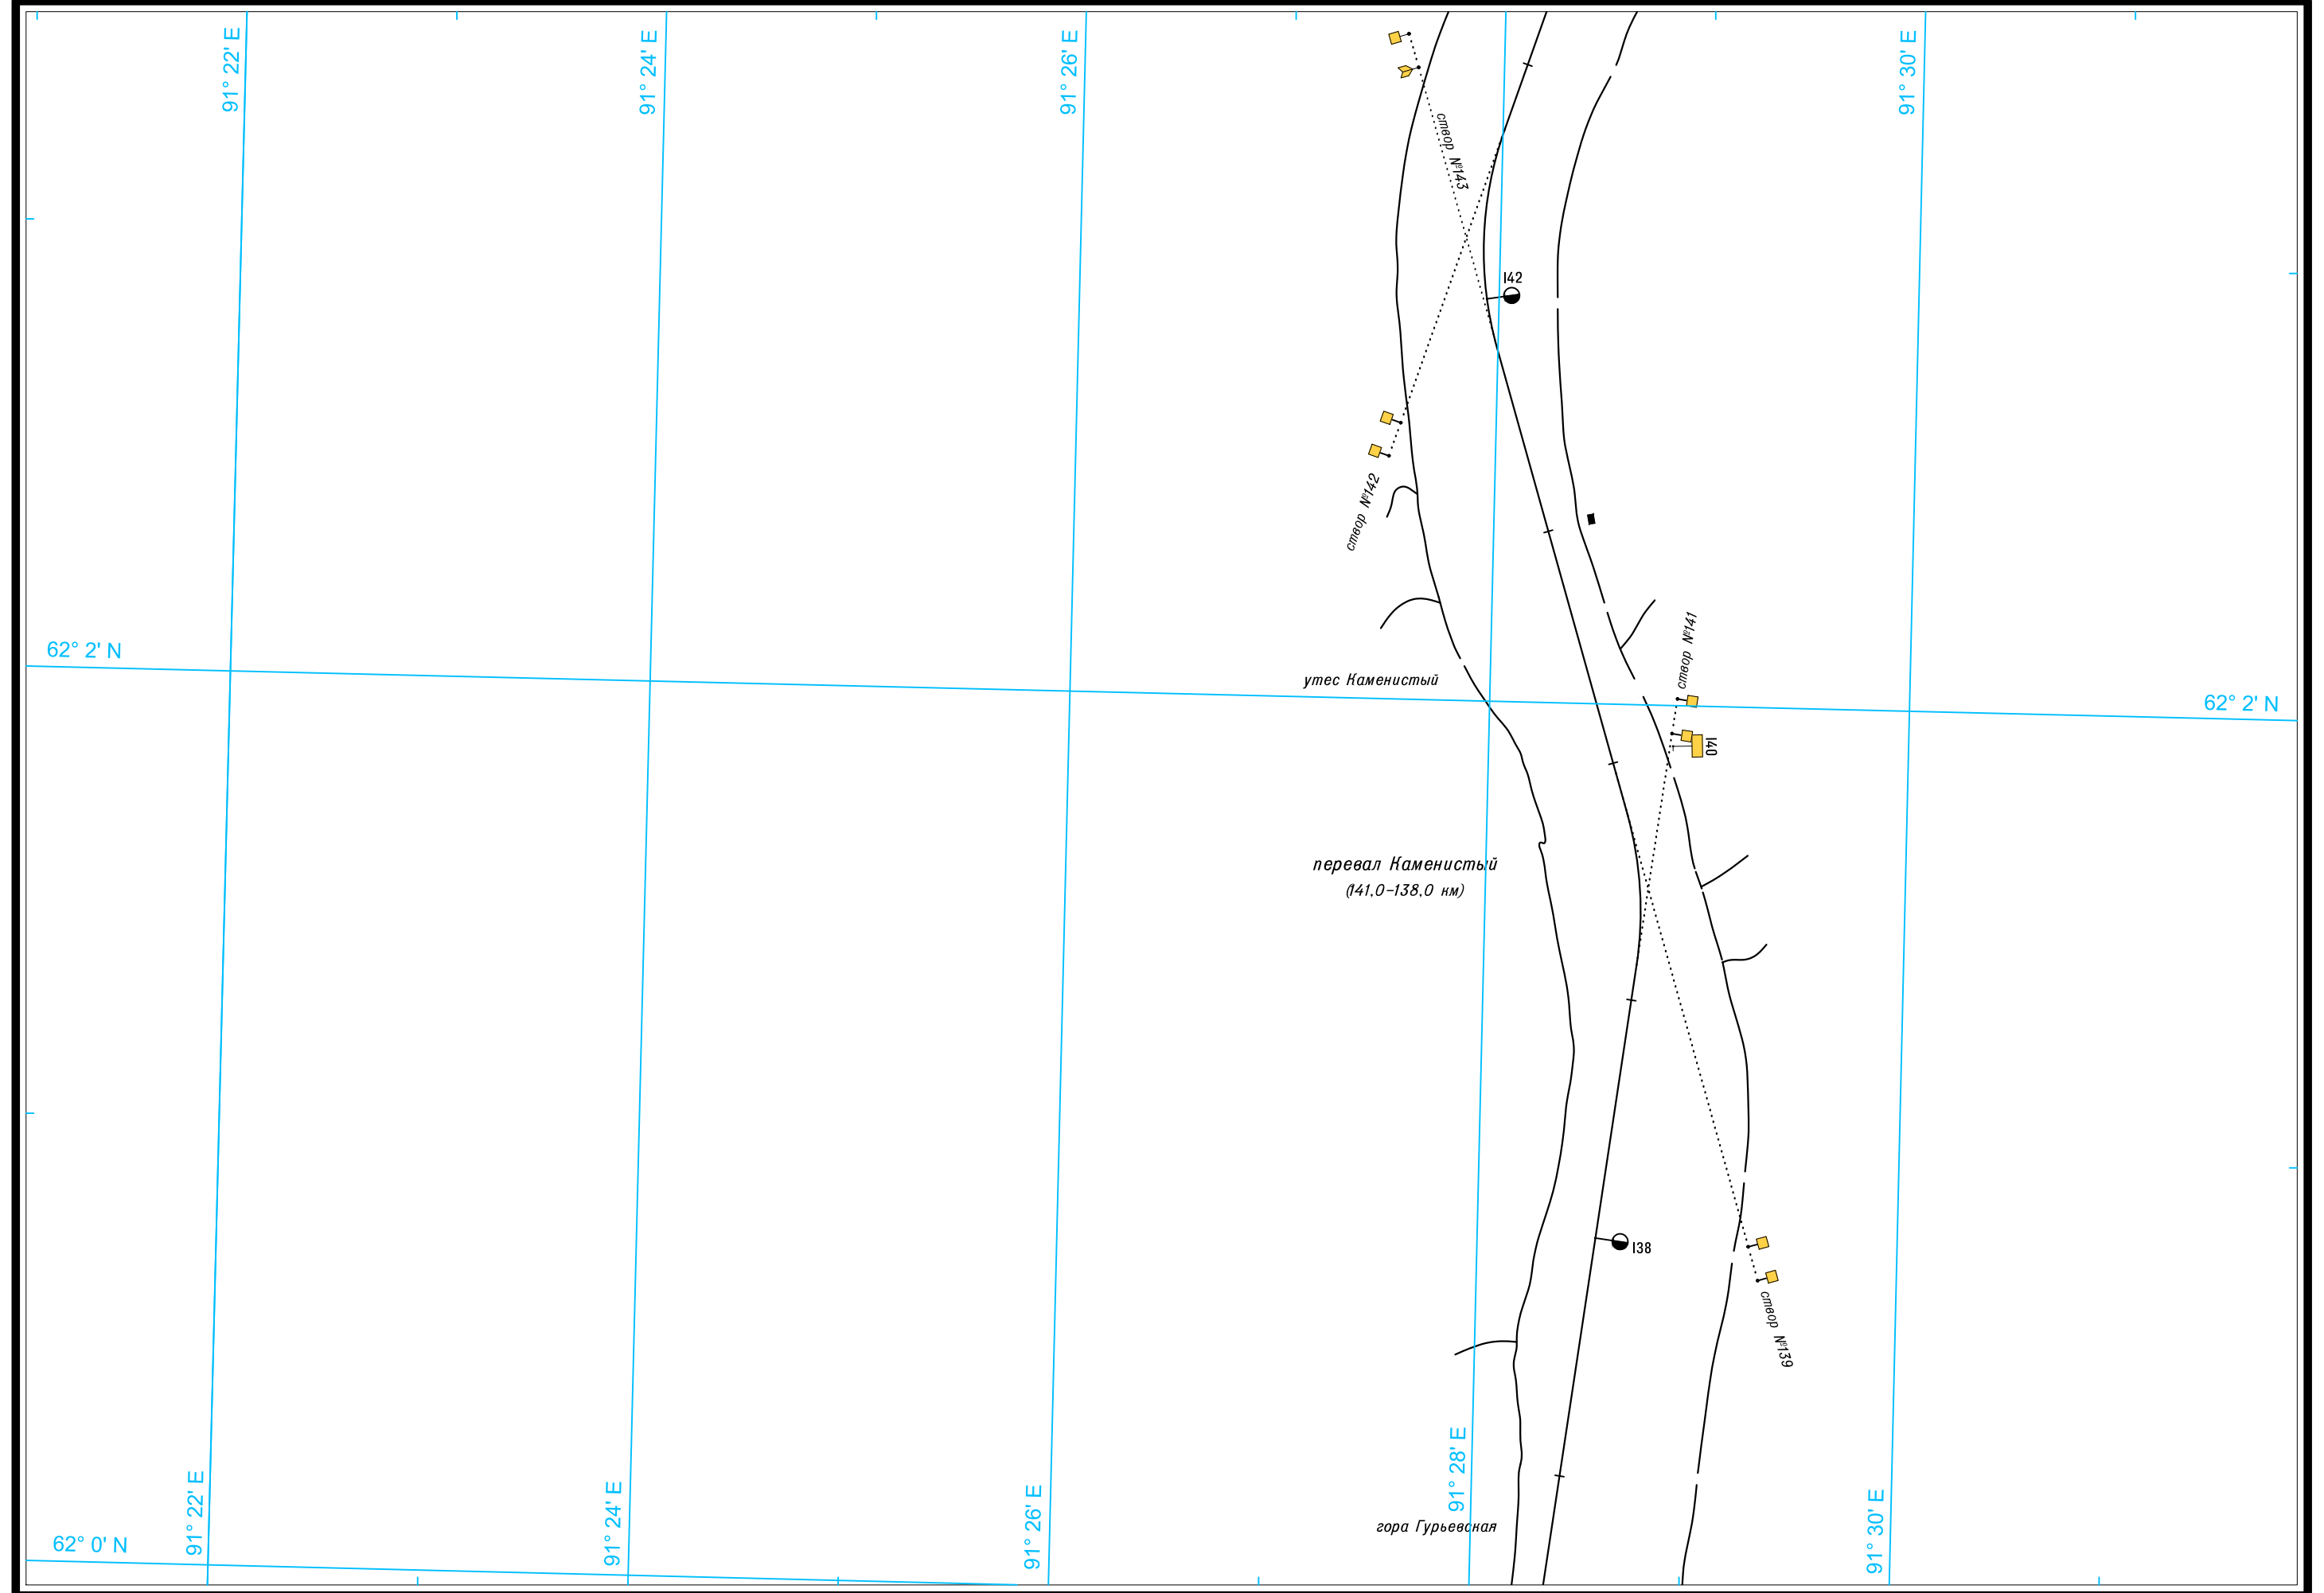 91° 22' E
91° 24' E
91° 26' E
91° 30' E
створ №143
142
створ №142
створ №141
62° 2' N
утес Каменистый
62° 2' N
140
перевал Каменистый
(141,0-138,0 км)
138
створ №139
91° 28' E
91° 22' E
91° 24' E
91° 26' E
91° 30' E
гора Гурьевская
62° 0' N